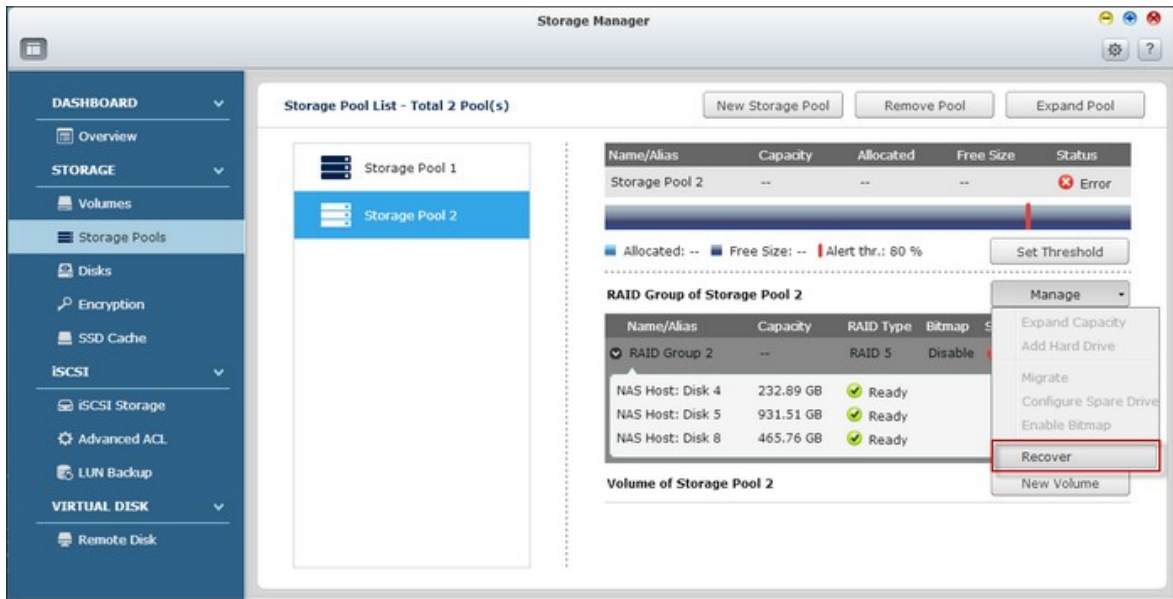 Storage Manager
?
DASHBOARD
Overview
STORAGE
Volumes
Storage Pools
Disks
Encryption
SSD Cache
iSCSI
iSCSI Storage
Advanced ACL
LUN Backup
VIRTUAL DISK
Remote Disk
Storage Pool List - Total 2 Pool(s)
New Storage Pool Remove Pool Expand Pool
Storage Pool 1
Storage Pool 2
Name/Alias Capacity Allocated Free Size Status
Storage Pool 2 -- -- -- Error
Allocated: -- Free Size: -- Alert thr.: 80 % Set Threshold
RAID Group of Storage Pool 2 Manage
Name/Alias Capacity RAID Type Bitmap S
RAID Group 2 -- RAID 5 Disable
NAS Host: Disk 4 232.89 GB Ready
NAS Host: Disk 5 931.51 GB Ready
NAS Host: Disk 8 465.76 GB Ready
Expand Capacity
Add Hard Drive
Migrate
Configure Spare Drive
Enable Bitmap
Recover
Volume of Storage Pool 2 New Volume